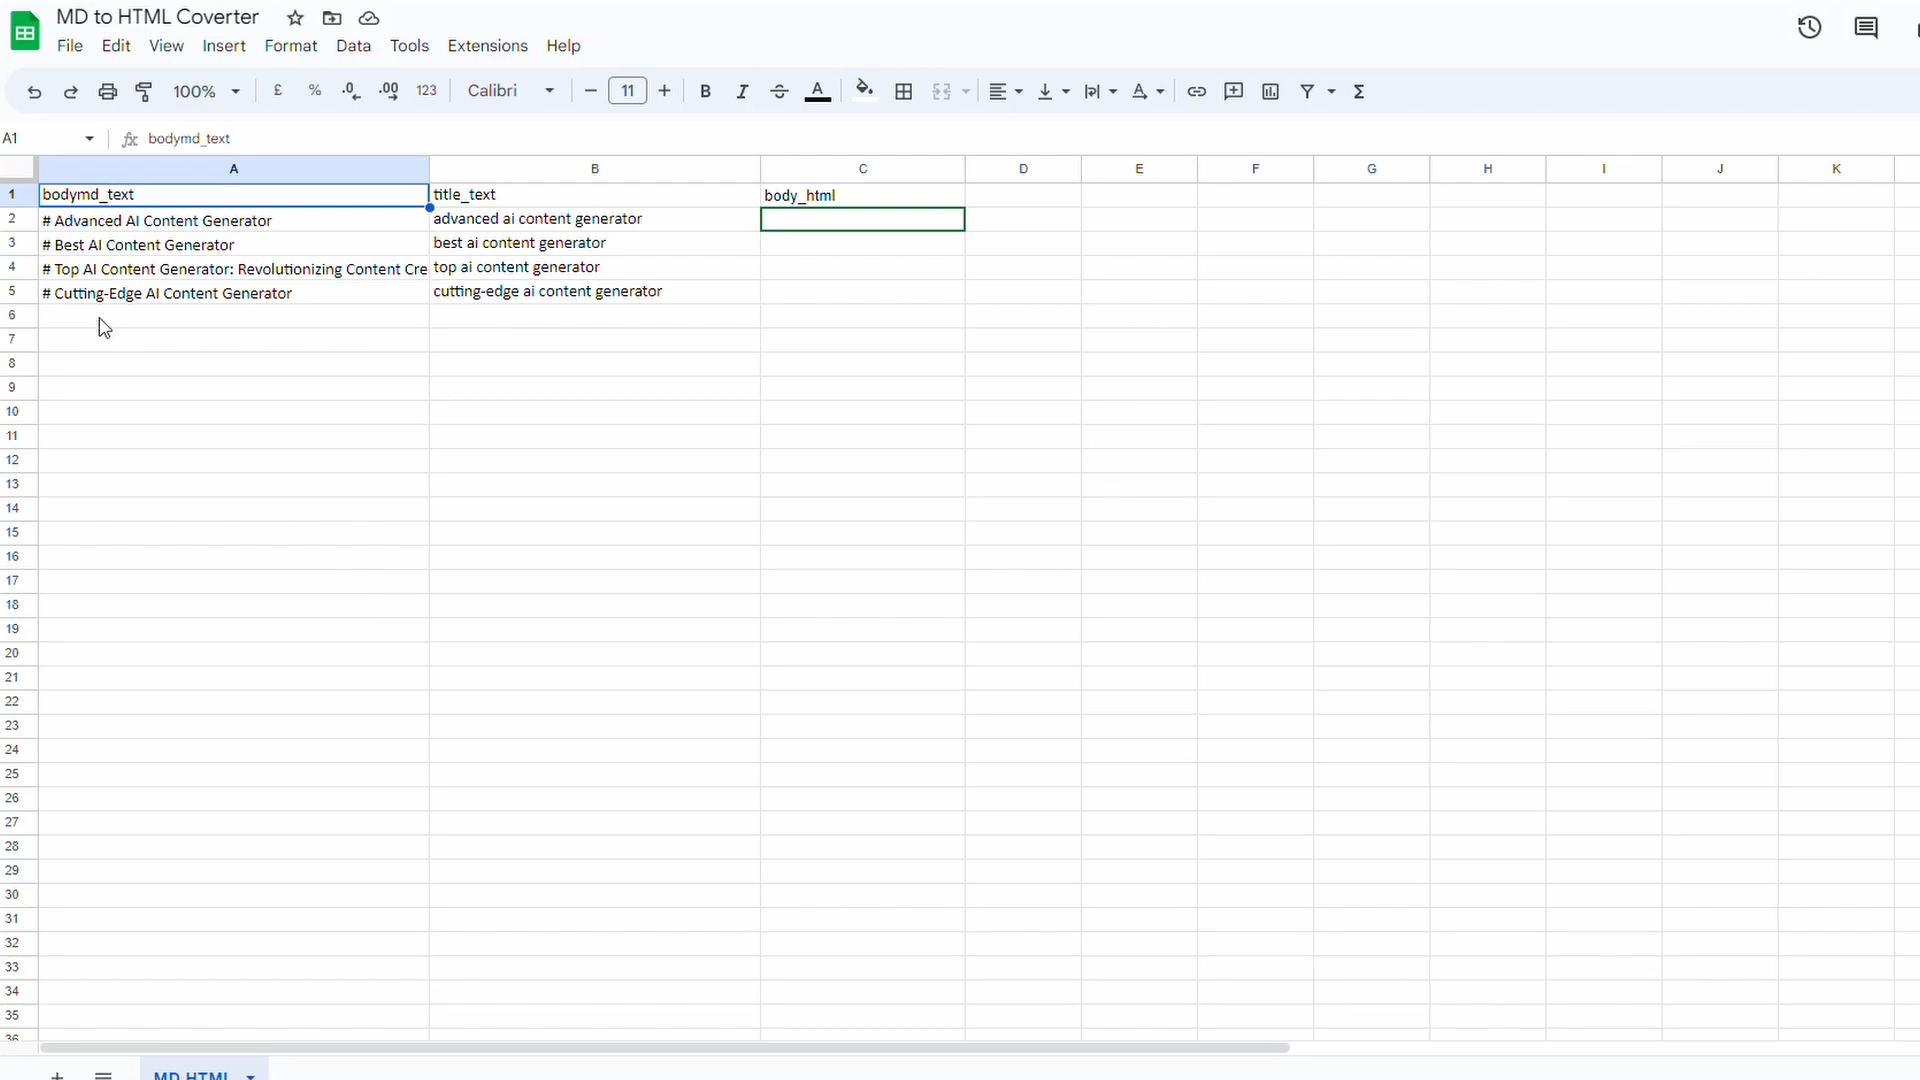 MD to HTML Coverter
File Edit View Insert Format Data Tools Extensions Help
100% £ % .0 .00 123 Calibri 11 B I A Σ
A1 fx bodymd_text
A B C D E F G H I J K
1 bodymd_text title_text body_html
2 # Advanced AI Content Generator advanced ai content generator
3 # Best AI Content Generator best ai content generator
4 # Top AI Content Generator: Revolutionizing Content Cre top ai content generator
5 # Cutting-Edge AI Content Generator cutting-edge ai content generator
6
7
8
9
10
11
12
13
14
15
16
17
18
19
20
21
22
23
24
25
26
27
28
29
30
31
32
33
34
35
36
MD HTML